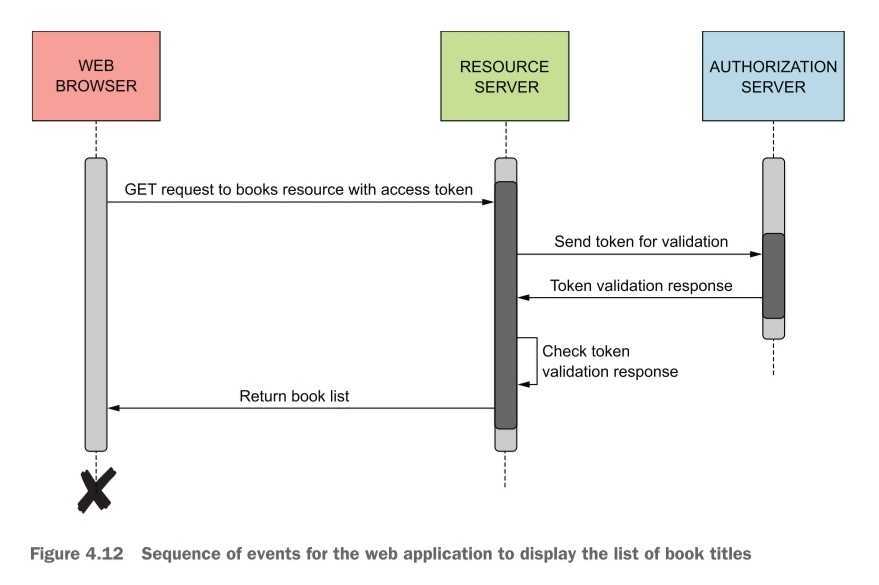 WEB
BROWSER
RESOURCE
SERVER
AUTHORIZATION
SERVER
GET request to books resource with access token
Send token for validation
Token validation response
Check token
validation response
Return book list
Figure 4.12 Sequence of events for the web application to display the list of book titles